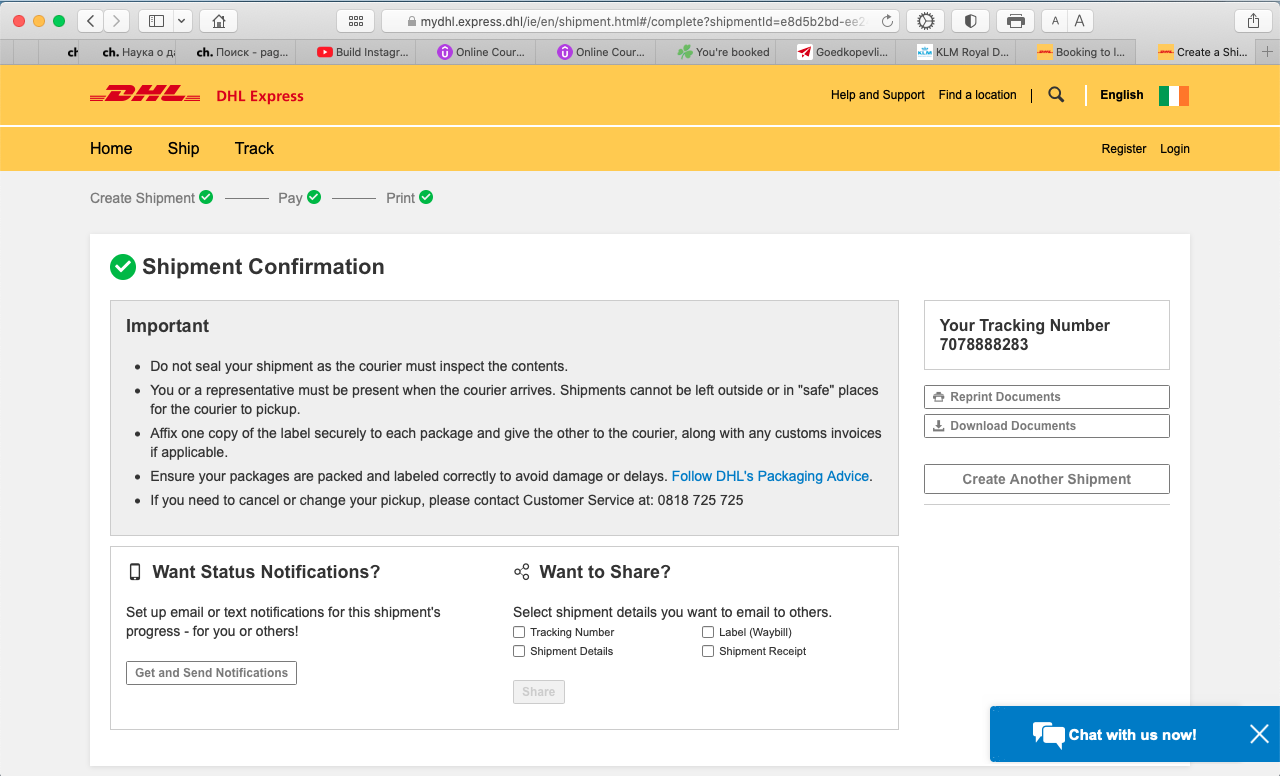 mydhl.express.dhl/ie/en/shipment.html#/complete?shipmentId=e8d5b2bd-ee2
A A
ch. Наука о д
ch. Поиск – pag...
Build Instagr...
Online Cour...
Online Cour...
You're booked
Goedkopevli...
KLM Royal D...
Booking to I...
Create a Shi...
DHL DHL Express
Help and Support Find a location | English
Home Ship Track
Register Login
Create Shipment Pay Print
Shipment Confirmation
Important
• Do not seal your shipment as the courier must inspect the contents.
• You or a representative must be present when the courier arrives. Shipments cannot be left outside or in "safe" places
for the courier to pickup.
• Affix one copy of the label securely to each package and give the other to the courier, along with any customs invoices
if applicable.
• Ensure your packages are packed and labeled correctly to avoid damage or delays. Follow DHL's Packaging Advice.
• If you need to cancel or change your pickup, please contact Customer Service at: 0818 725 725
Your Tracking Number
7078888283
Reprint Documents
Download Documents
Create Another Shipment
Want Status Notifications?
Set up email or text notifications for this shipment's
progress - for you or others!
Get and Send Notifications
Want to Share?
Select shipment details you want to email to others.
Tracking Number
Label (Waybill)
Shipment Details
Shipment Receipt
Share
Chat with us now!